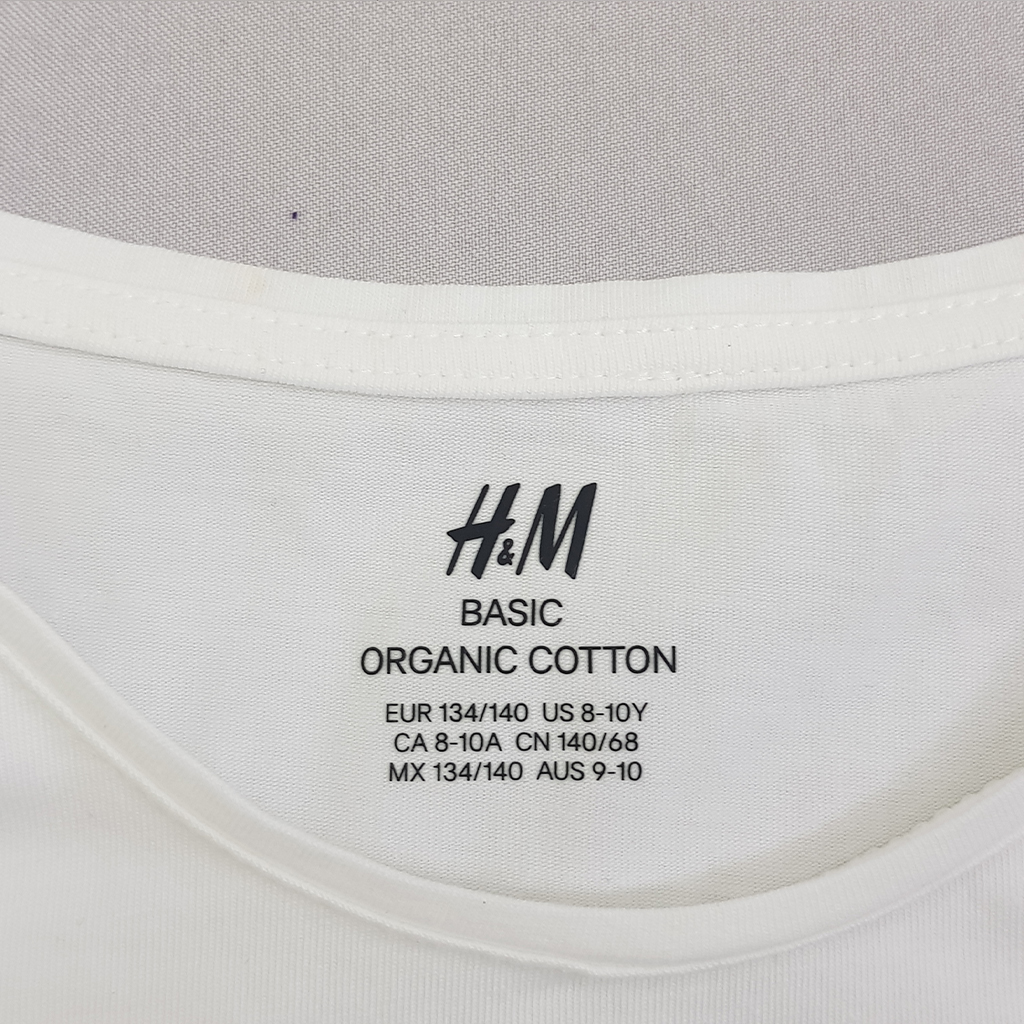 H&M
BASIC
ORGANIC COTTON
EUR 134/140 US 8-10Y
CA 8-10A CN 140/68
MX 134/140 AUS 9-10